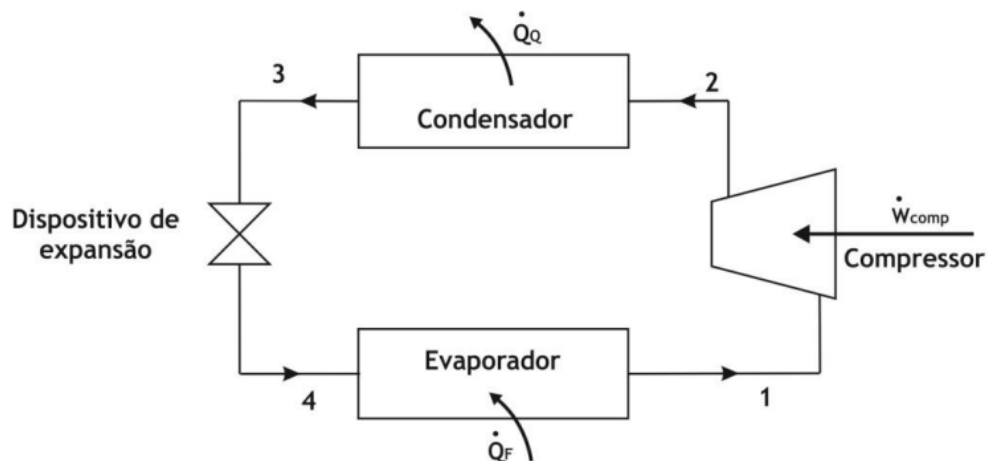 Q̇Q
3
2
Condensador
Dispositivo de
expansão
Ẇcomp
Compressor
Evaporador
4
1
Q̇F